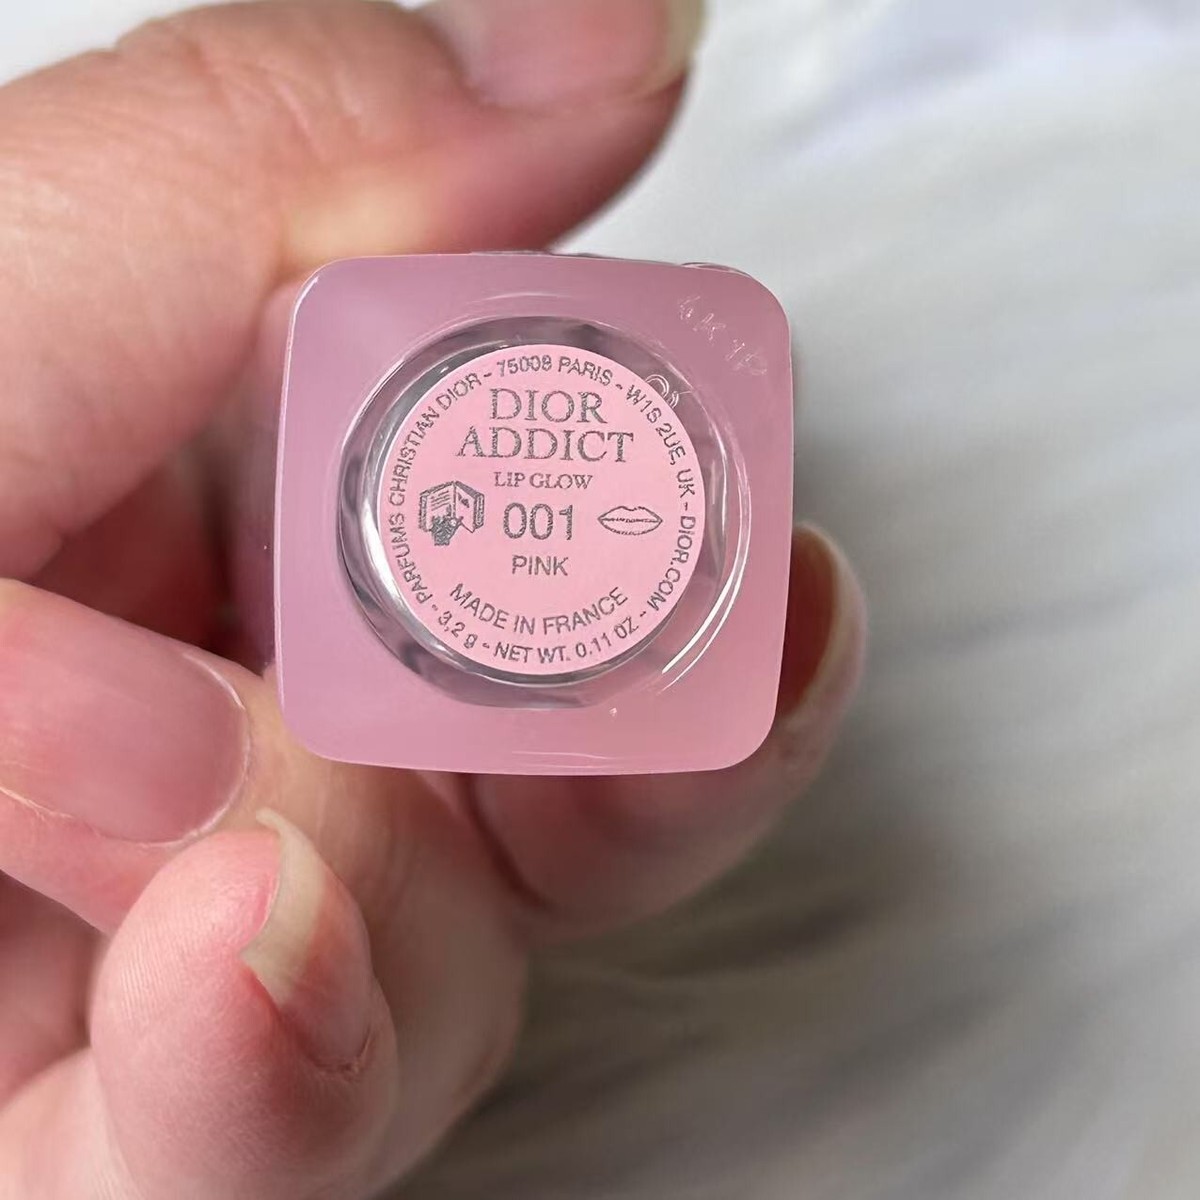 PARFUMS CHRISTIAN DIOR - 75008 PARIS - W1S 2UE, UK - DIOR.COM - 3,2 g - NET WT. 0.11 OZ -
DIOR
ADDICT
LIP GLOW
001
PINK
MADE IN FRANCE